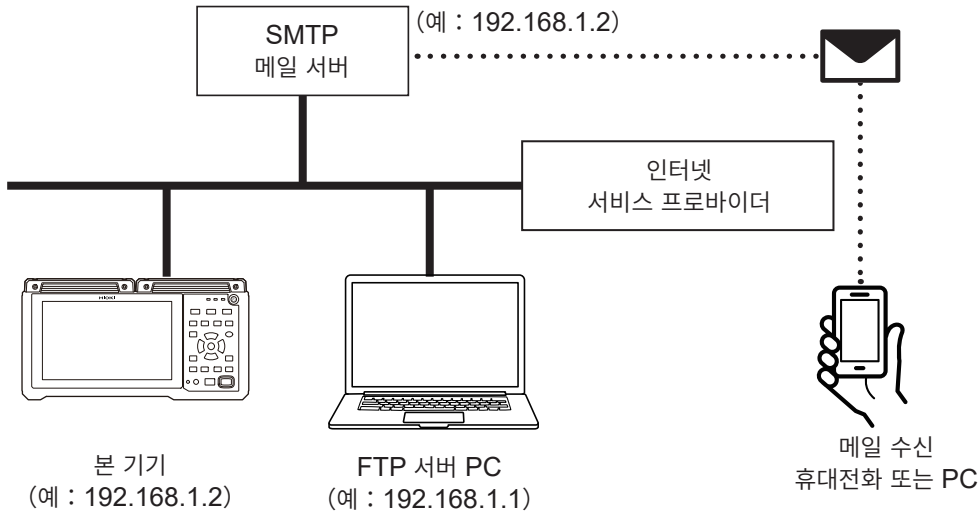 SMTP
메일 서버
(예 : 192.168.1.2)
인터넷
서비스 프로바이더
HIOKI
본 기기
(예 : 192.168.1.2)
FTP 서버 PC
(예 : 192.168.1.1)
메일 수신
휴대전화 또는 PC